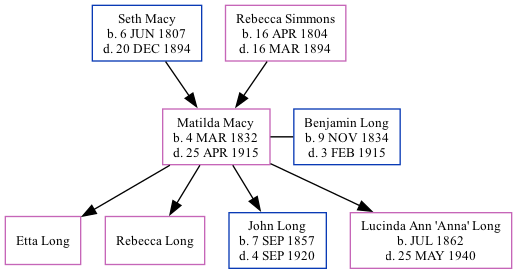 Seth Macy
b. 6 JUN 1807
d. 20 DEC 1894
Rebecca Simmons
b. 16 APR 1804
d. 16 MAR 1894
Matilda Macy
b. 4 MAR 1832
d. 25 APR 1915
Benjamin Long
b. 9 NOV 1834
d. 3 FEB 1915
Etta Long
Rebecca Long
John Long
b. 7 SEP 1857
d. 4 SEP 1920
Lucinda Ann 'Anna' Long
b. JUL 1862
d. 25 MAY 1940